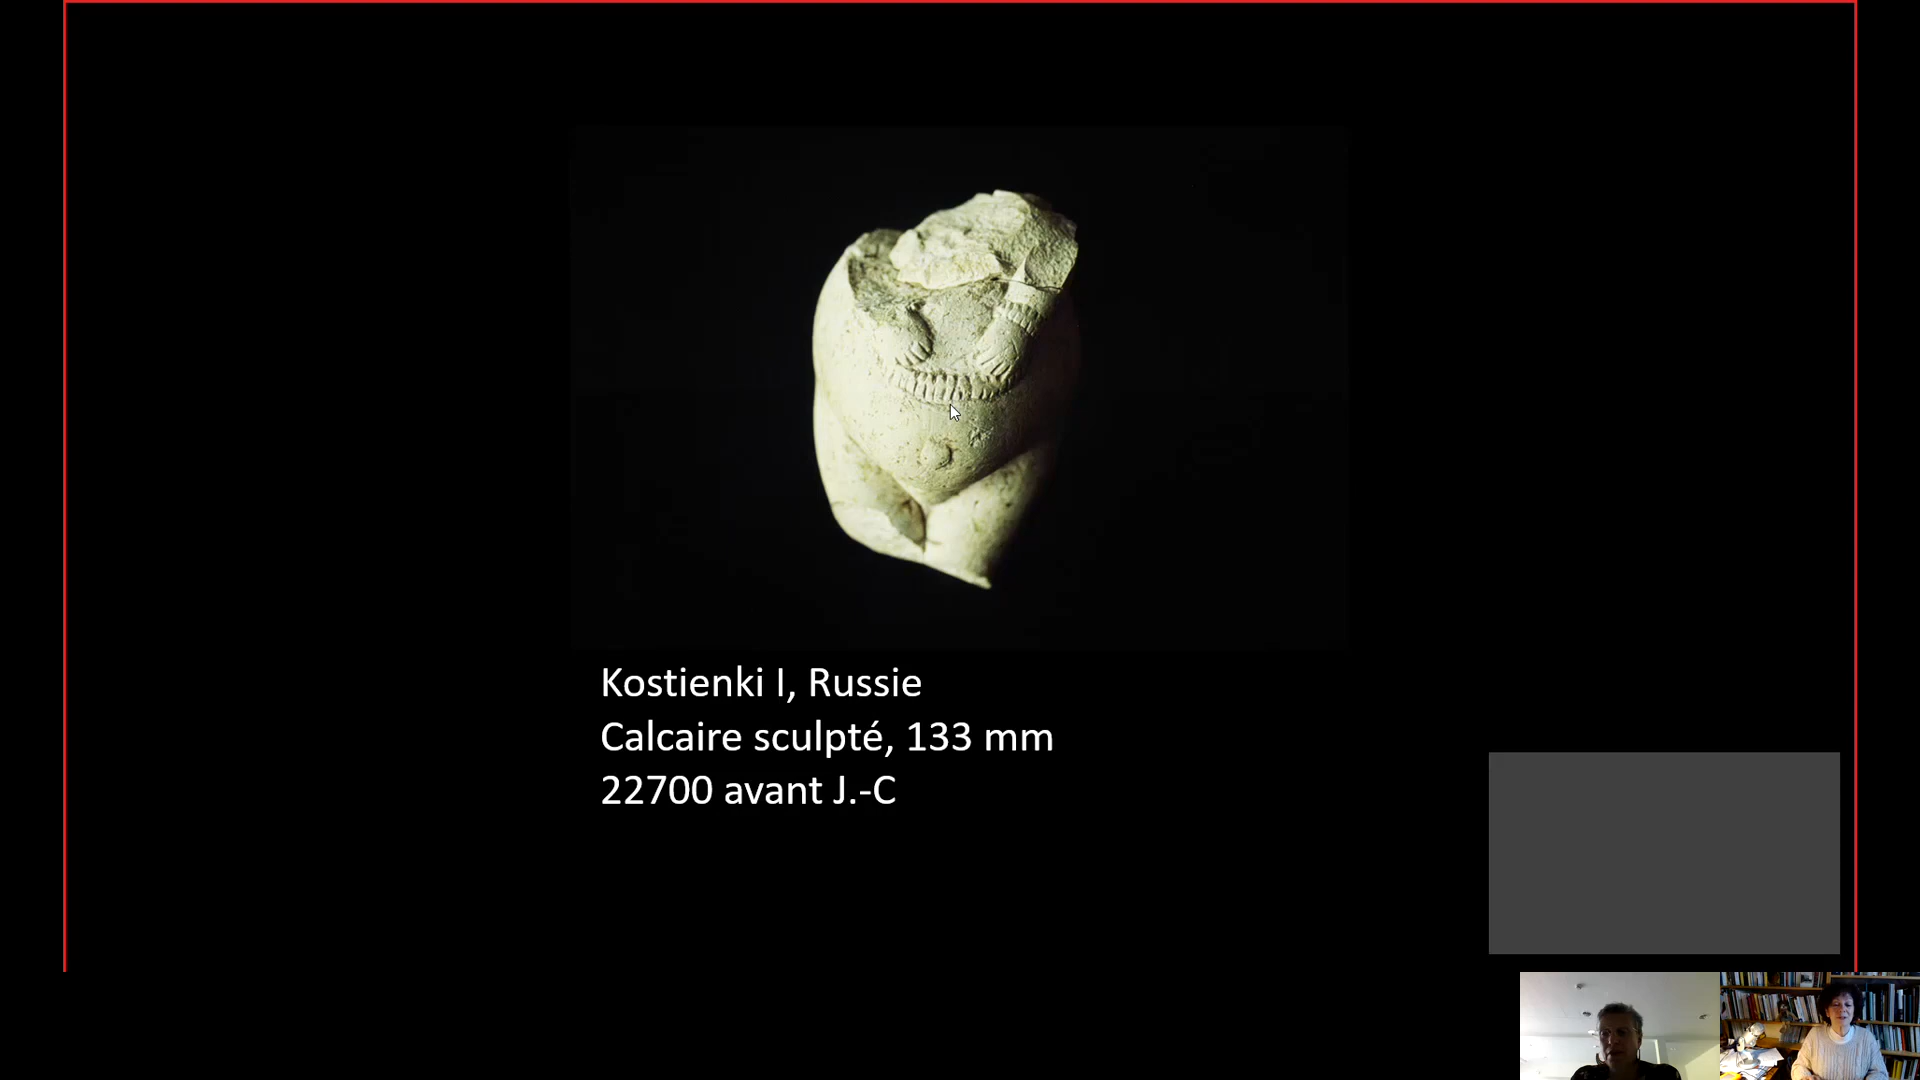 Kostienki I, Russie
Calcaire sculpté, 133 mm
22700 avant J.-C